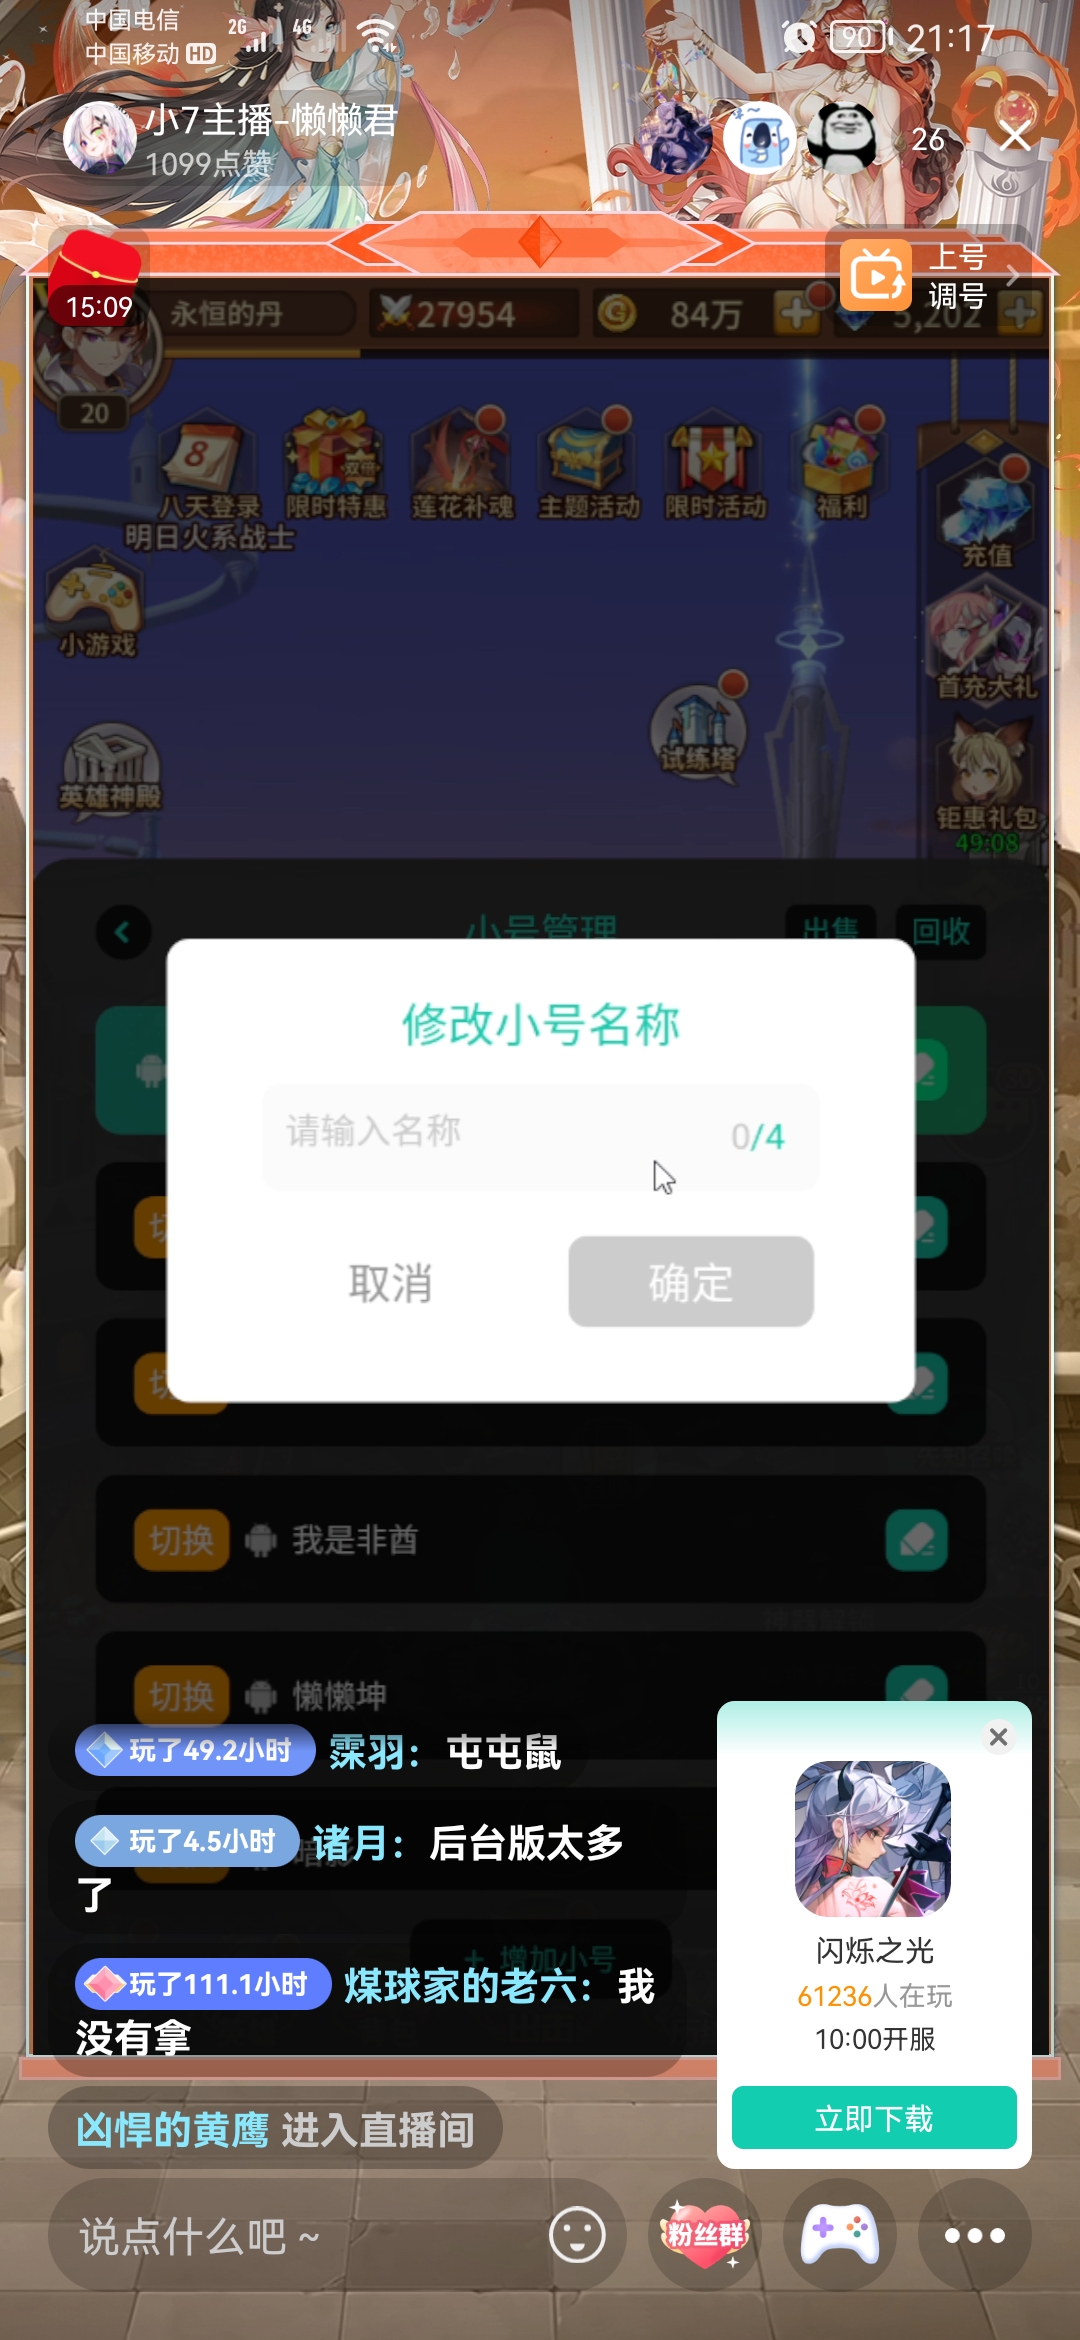 中国电信
2G
4G
中国移动 HD
90
21:17
小7主播-懒懒君
1099点赞
26
上号
调号
15:09
永恒的丹
27954
84万
5,202
20
8
双倍
八天登录
限时特惠
莲花补魂
主题活动
限时活动
福利
明日火系战士
充值
小游戏
首充大礼
试练塔
英雄神殿
钜惠礼包
49:08
小号管理
出售
回收
修改小号名称
请输入名称
0/4
取消
确定
切换
我是非酋
切换
懒懒坤
玩了49.2小时
霂羽：
屯屯鼠
玩了4.5小时
诸月：
后台版太多
了
+ 增加小号
玩了111.1小时
煤球家的老六：
我
没有拿
闪烁之光
61236人在玩
10:00开服
立即下载
凶悍的黄鹰 进入直播间
说点什么吧 ~
粉丝群